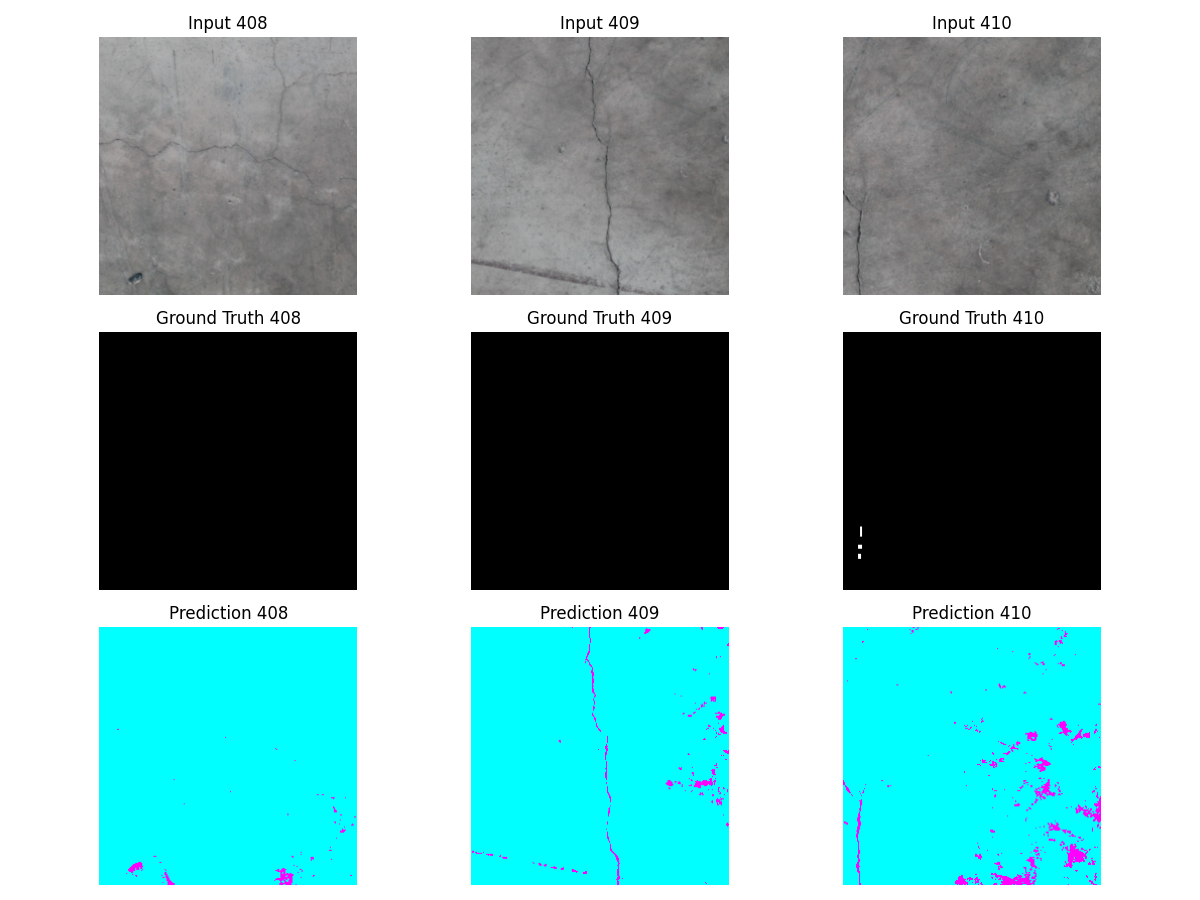 Input 408
Input 409
Input 410
Ground Truth 408
Ground Truth 409
Ground Truth 410
Prediction 408
Prediction 409
Prediction 410